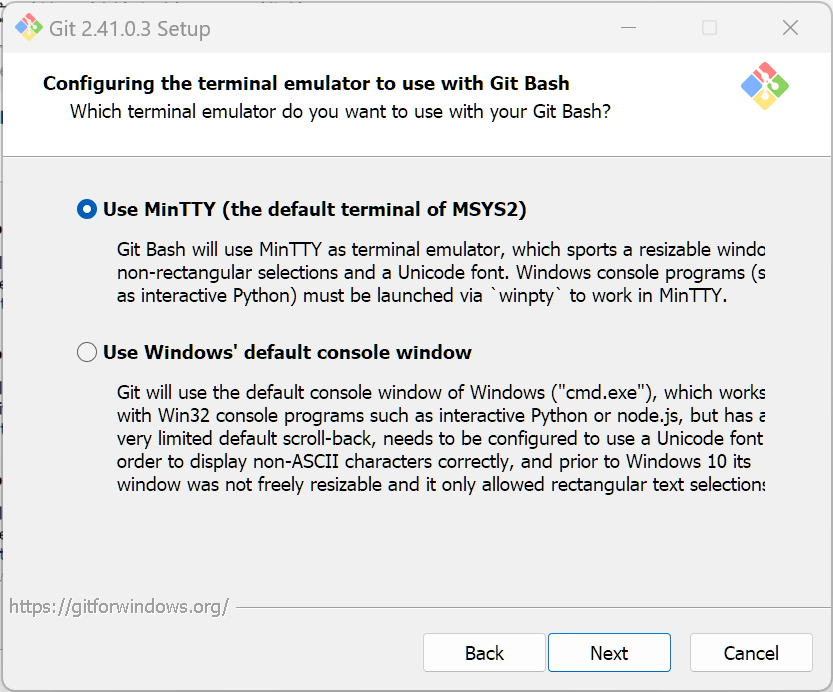 Git 2.41.0.3 Setup
Configuring the terminal emulator to use with Git Bash
Which terminal emulator do you want to use with your Git Bash?
Use MinTTY (the default terminal of MSYS2)
Git Bash will use MinTTY as terminal emulator, which sports a resizable windo
non-rectangular selections and a Unicode font. Windows console programs (s
as interactive Python) must be launched via `winpty` to work in MinTTY.
Use Windows' default console window
Git will use the default console window of Windows ("cmd.exe"), which works
with Win32 console programs such as interactive Python or node.js, but has a
very limited default scroll-back, needs to be configured to use a Unicode font
order to display non-ASCII characters correctly, and prior to Windows 10 its
window was not freely resizable and it only allowed rectangular text selections
https://gitforwindows.org/
Back
Next
Cancel